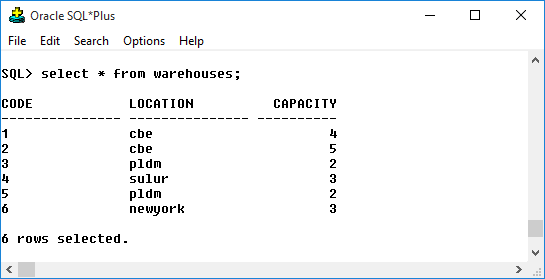 Oracle SQL*Plus
File Edit Search Options Help
SQL> select * from warehouses;
CODE            LOCATION          CAPACITY
--------------- --------------- ----------
1               cbe                      4
2               cbe                      5
3               pldm                     2
4               sulur                    3
5               pldm                     2
6               newyork                  3
6 rows selected.